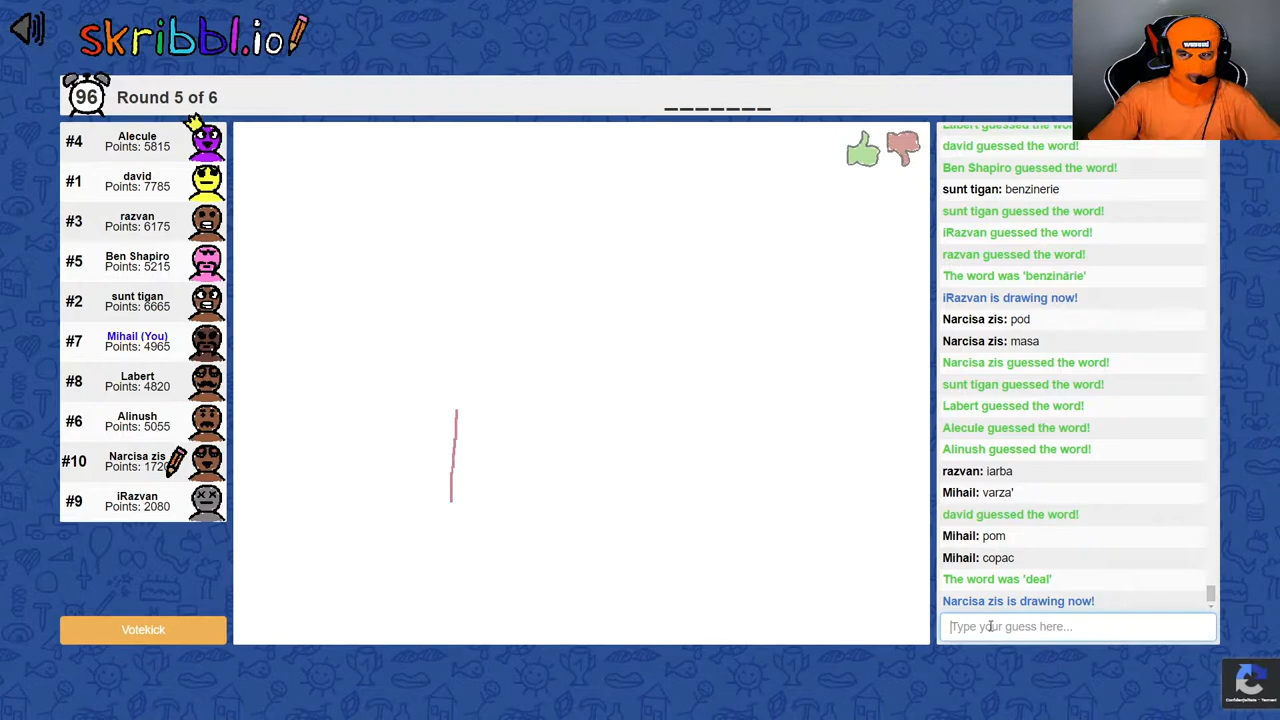 skribbl.io
96
Round 5 of 6
_ _ _ _ _ _ _
#4
Alecule
Points: 5815
#1
david
Points: 7785
#3
razvan
Points: 6175
#5
Ben Shapiro
Points: 5215
#2
sunt tigan
Points: 6665
#7
Mihail (You)
Points: 4965
#8
Labert
Points: 4820
#6
Alinush
Points: 5055
#10
Narcisa zis
Points: 1720
#9
iRazvan
Points: 2080
Votekick
Labert guessed the word!
david guessed the word!
Ben Shapiro guessed the word!
sunt tigan: benzinerie
sunt tigan guessed the word!
iRazvan guessed the word!
razvan guessed the word!
The word was 'benzinărie'
iRazvan is drawing now!
Narcisa zis: pod
Narcisa zis: masa
Narcisa zis guessed the word!
sunt tigan guessed the word!
Labert guessed the word!
Alecule guessed the word!
Alinush guessed the word!
razvan: iarba
Mihail: varza'
david guessed the word!
Mihail: pom
Mihail: copac
The word was 'deal'
Narcisa zis is drawing now!
Type your guess here...